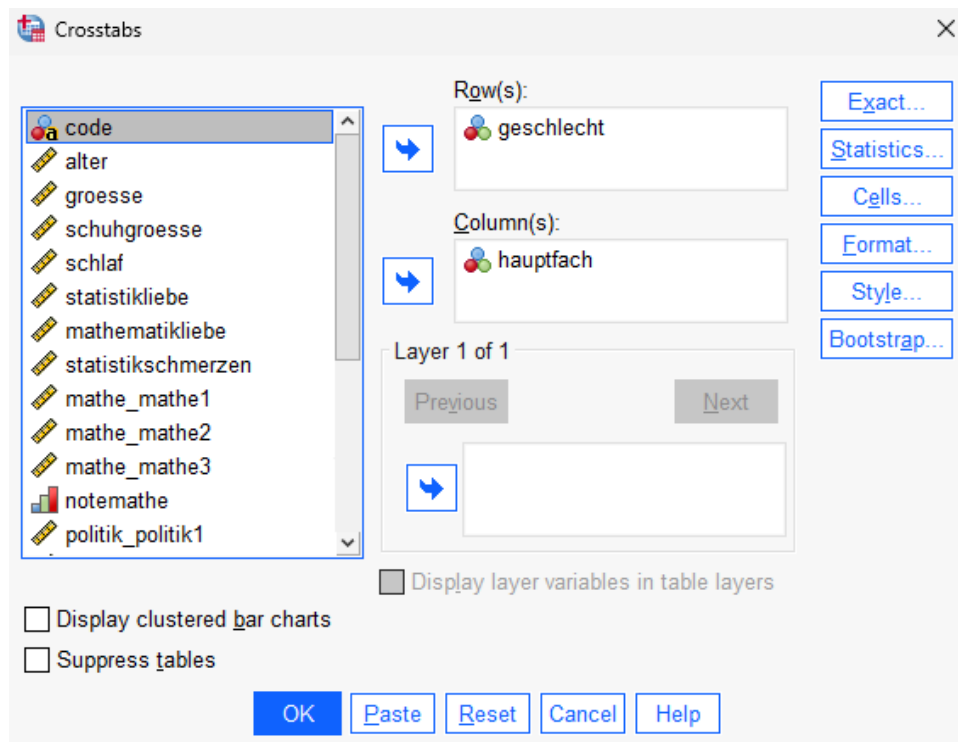 Crosstabs
Row(s):
geschlecht
Column(s):
hauptfach
code
alter
groesse
schuhgroesse
schlaf
statistikliebe
mathematikliebe
statistikschmerzen
mathe_mathe1
mathe_mathe2
mathe_mathe3
notemathe
politik_politik1
Layer 1 of 1
Previous
Next
Display layer variables in table layers
Exact...
Statistics...
Cells...
Format...
Style...
Bootstrap...
Display clustered bar charts
Suppress tables
OK
Paste
Reset
Cancel
Help